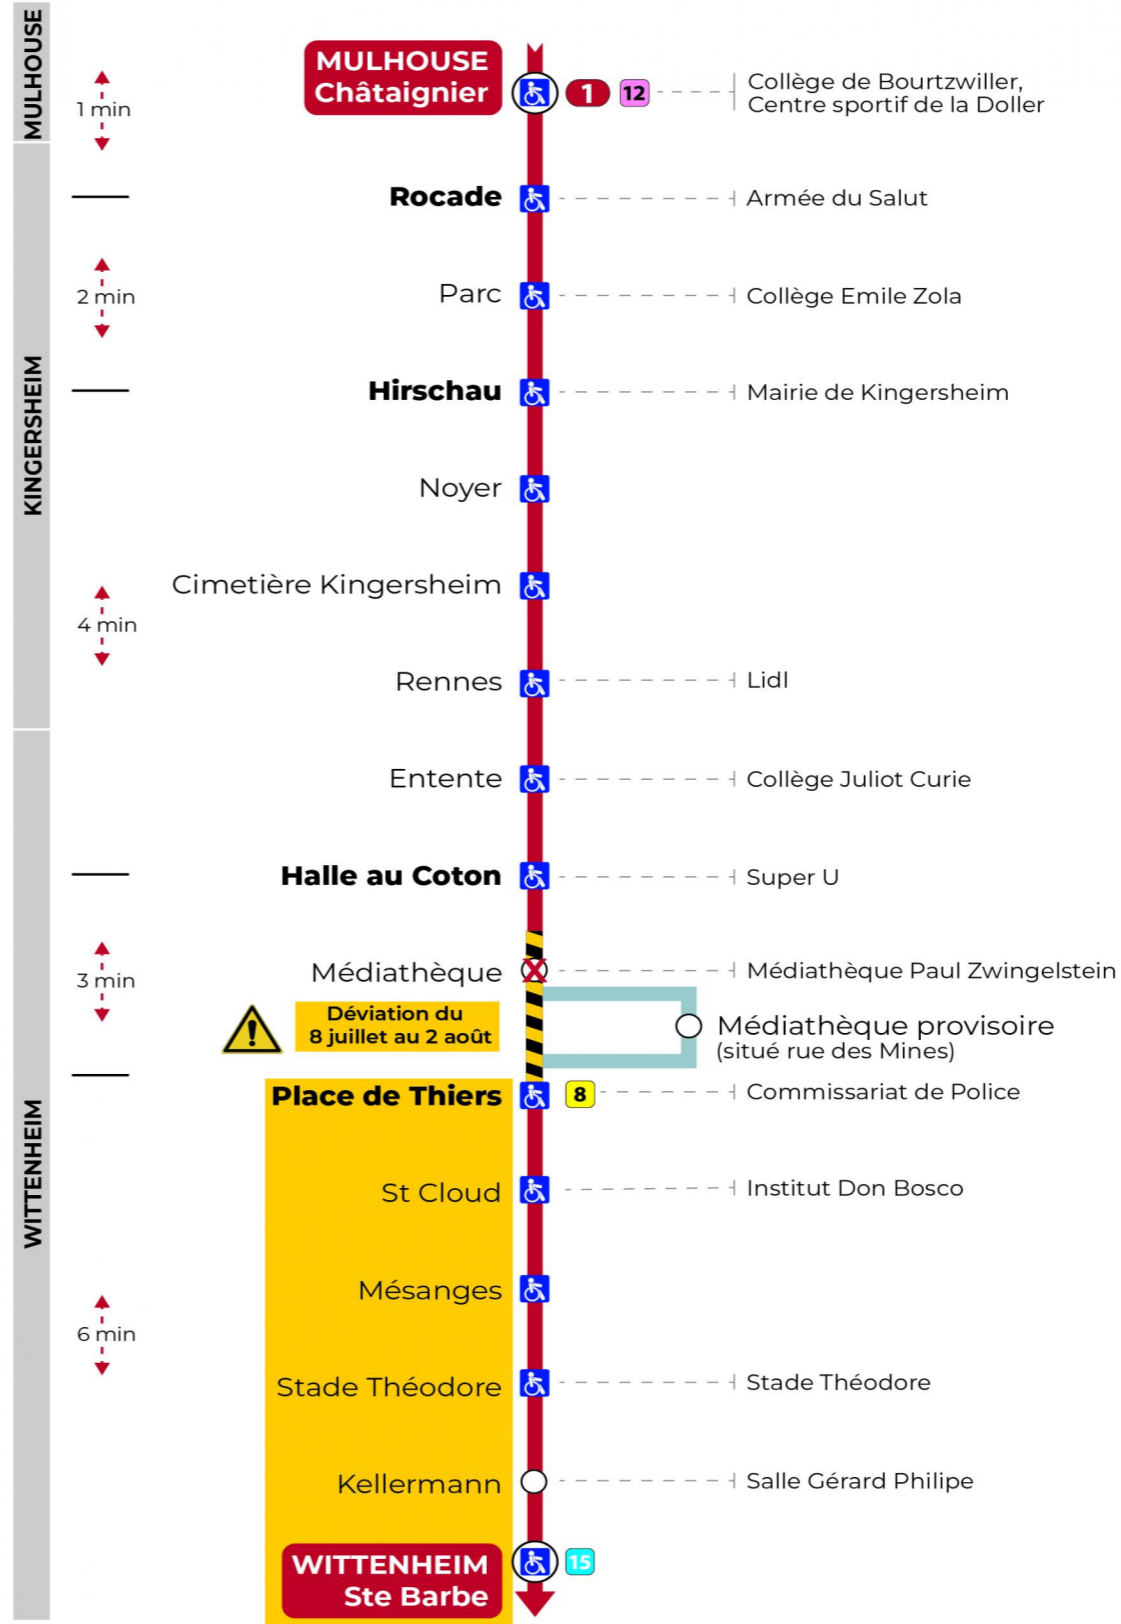 MULHOUSE
MULHOUSE
Châtaignier
1
12
Collège de Bourtzwiller,
Centre sportif de la Doller
1 min
Rocade
Armée du Salut
KINGERSHEIM
2 min
Parc
Collège Emile Zola
Hirschau
Mairie de Kingersheim
Noyer
Cimetière Kingersheim
4 min
Rennes
Lidl
Entente
Collège Juliot Curie
Halle au Coton
Super U
WITTENHEIM
3 min
Médiathèque
Médiathèque Paul Zwingelstein
Déviation du
8 juillet au 2 août
Médiathèque provisoire
(situé rue des Mines)
Place de Thiers
8
Commissariat de Police
St Cloud
Institut Don Bosco
Mésanges
6 min
Stade Théodore
Stade Théodore
Kellermann
Salle Gérard Philipe
WITTENHEIM
Ste Barbe
15